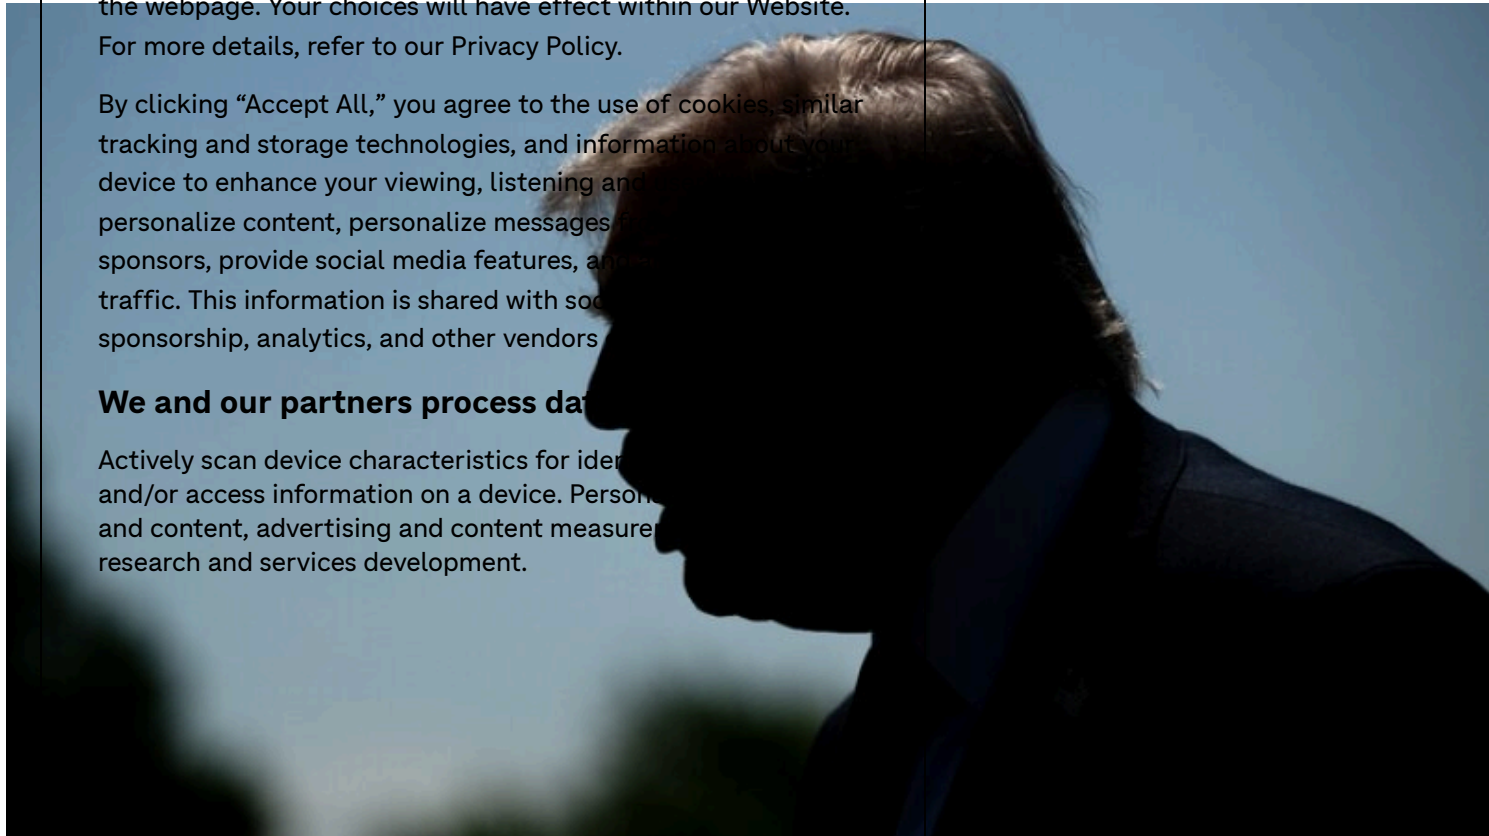 the webpage. Your choices will have effect within our Website.
For more details, refer to our Privacy Policy.
By clicking “Accept All,” you agree to the use of cookies, similar
tracking and storage technologies, and information about your
device to enhance your viewing, listening and
personalize content, personalize messages
sponsors, provide social media features, and
traffic. This information is shared with
sponsorship, analytics, and other vendors
We and our partners process
Actively scan device characteristics for
and/or access information on a device.
and content, advertising and content
research and services development.